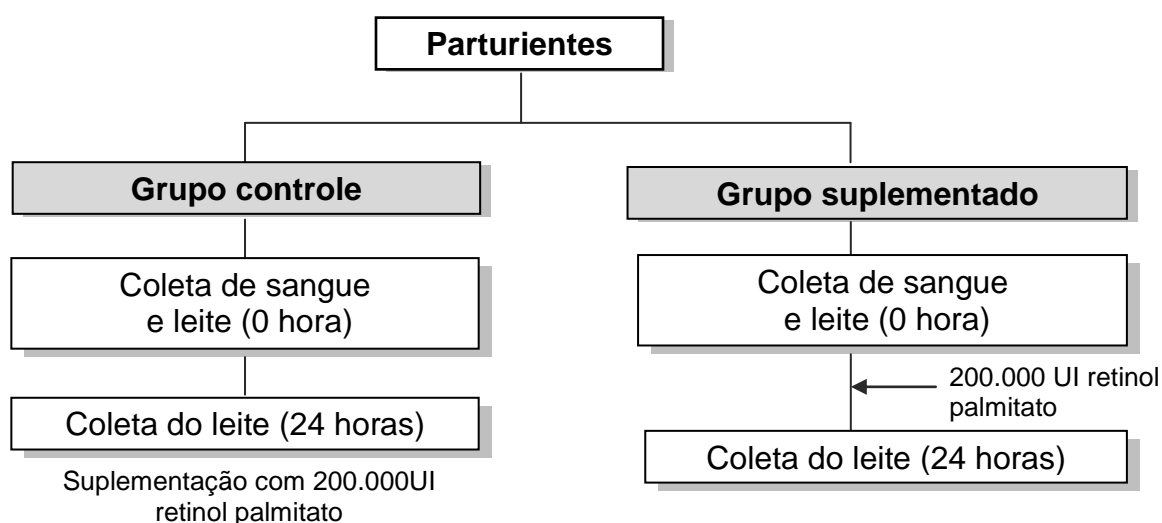 Parturientes
Grupo controle
Coleta de sangue
e leite (0 hora)
Coleta do leite (24 horas)
Suplementação com 200.000UI
retinol palmitato
Grupo suplementado
Coleta de sangue
e leite (0 hora)
200.000 UI retinol
palmitato
Coleta do leite (24 horas)